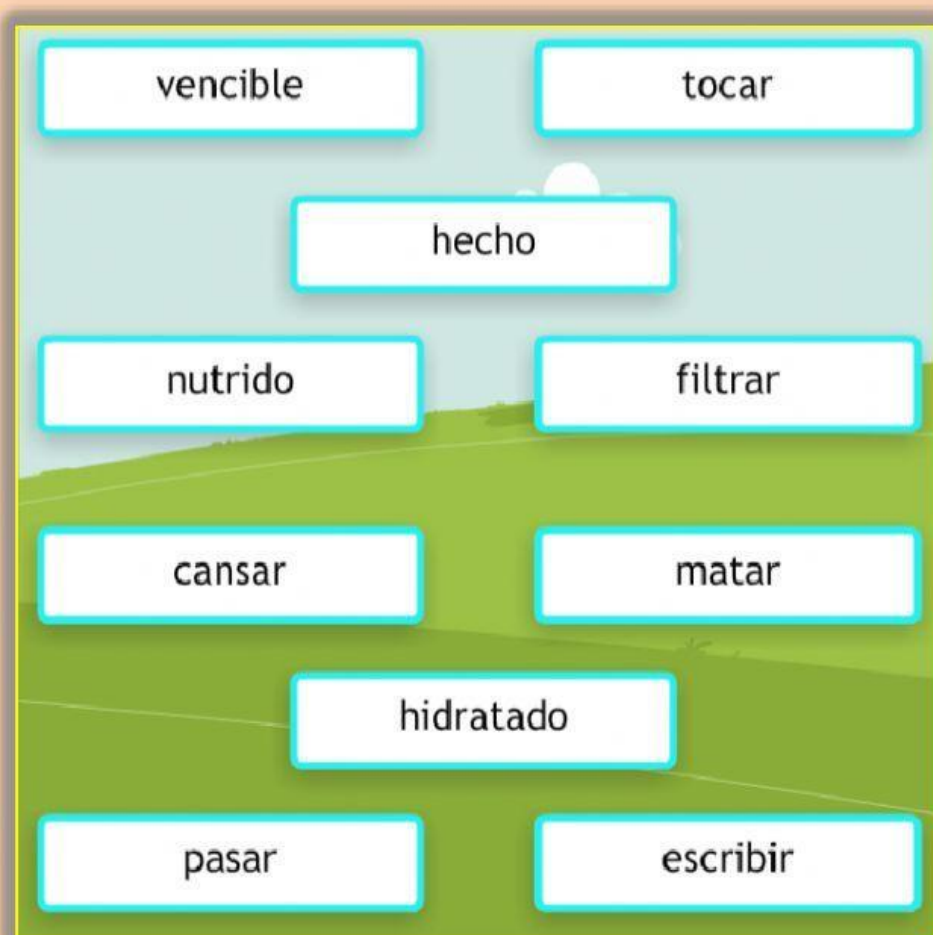 vencible
tocar
hecho
nutrido
filtrar
cansar
matar
hidratado
pasar
escribir